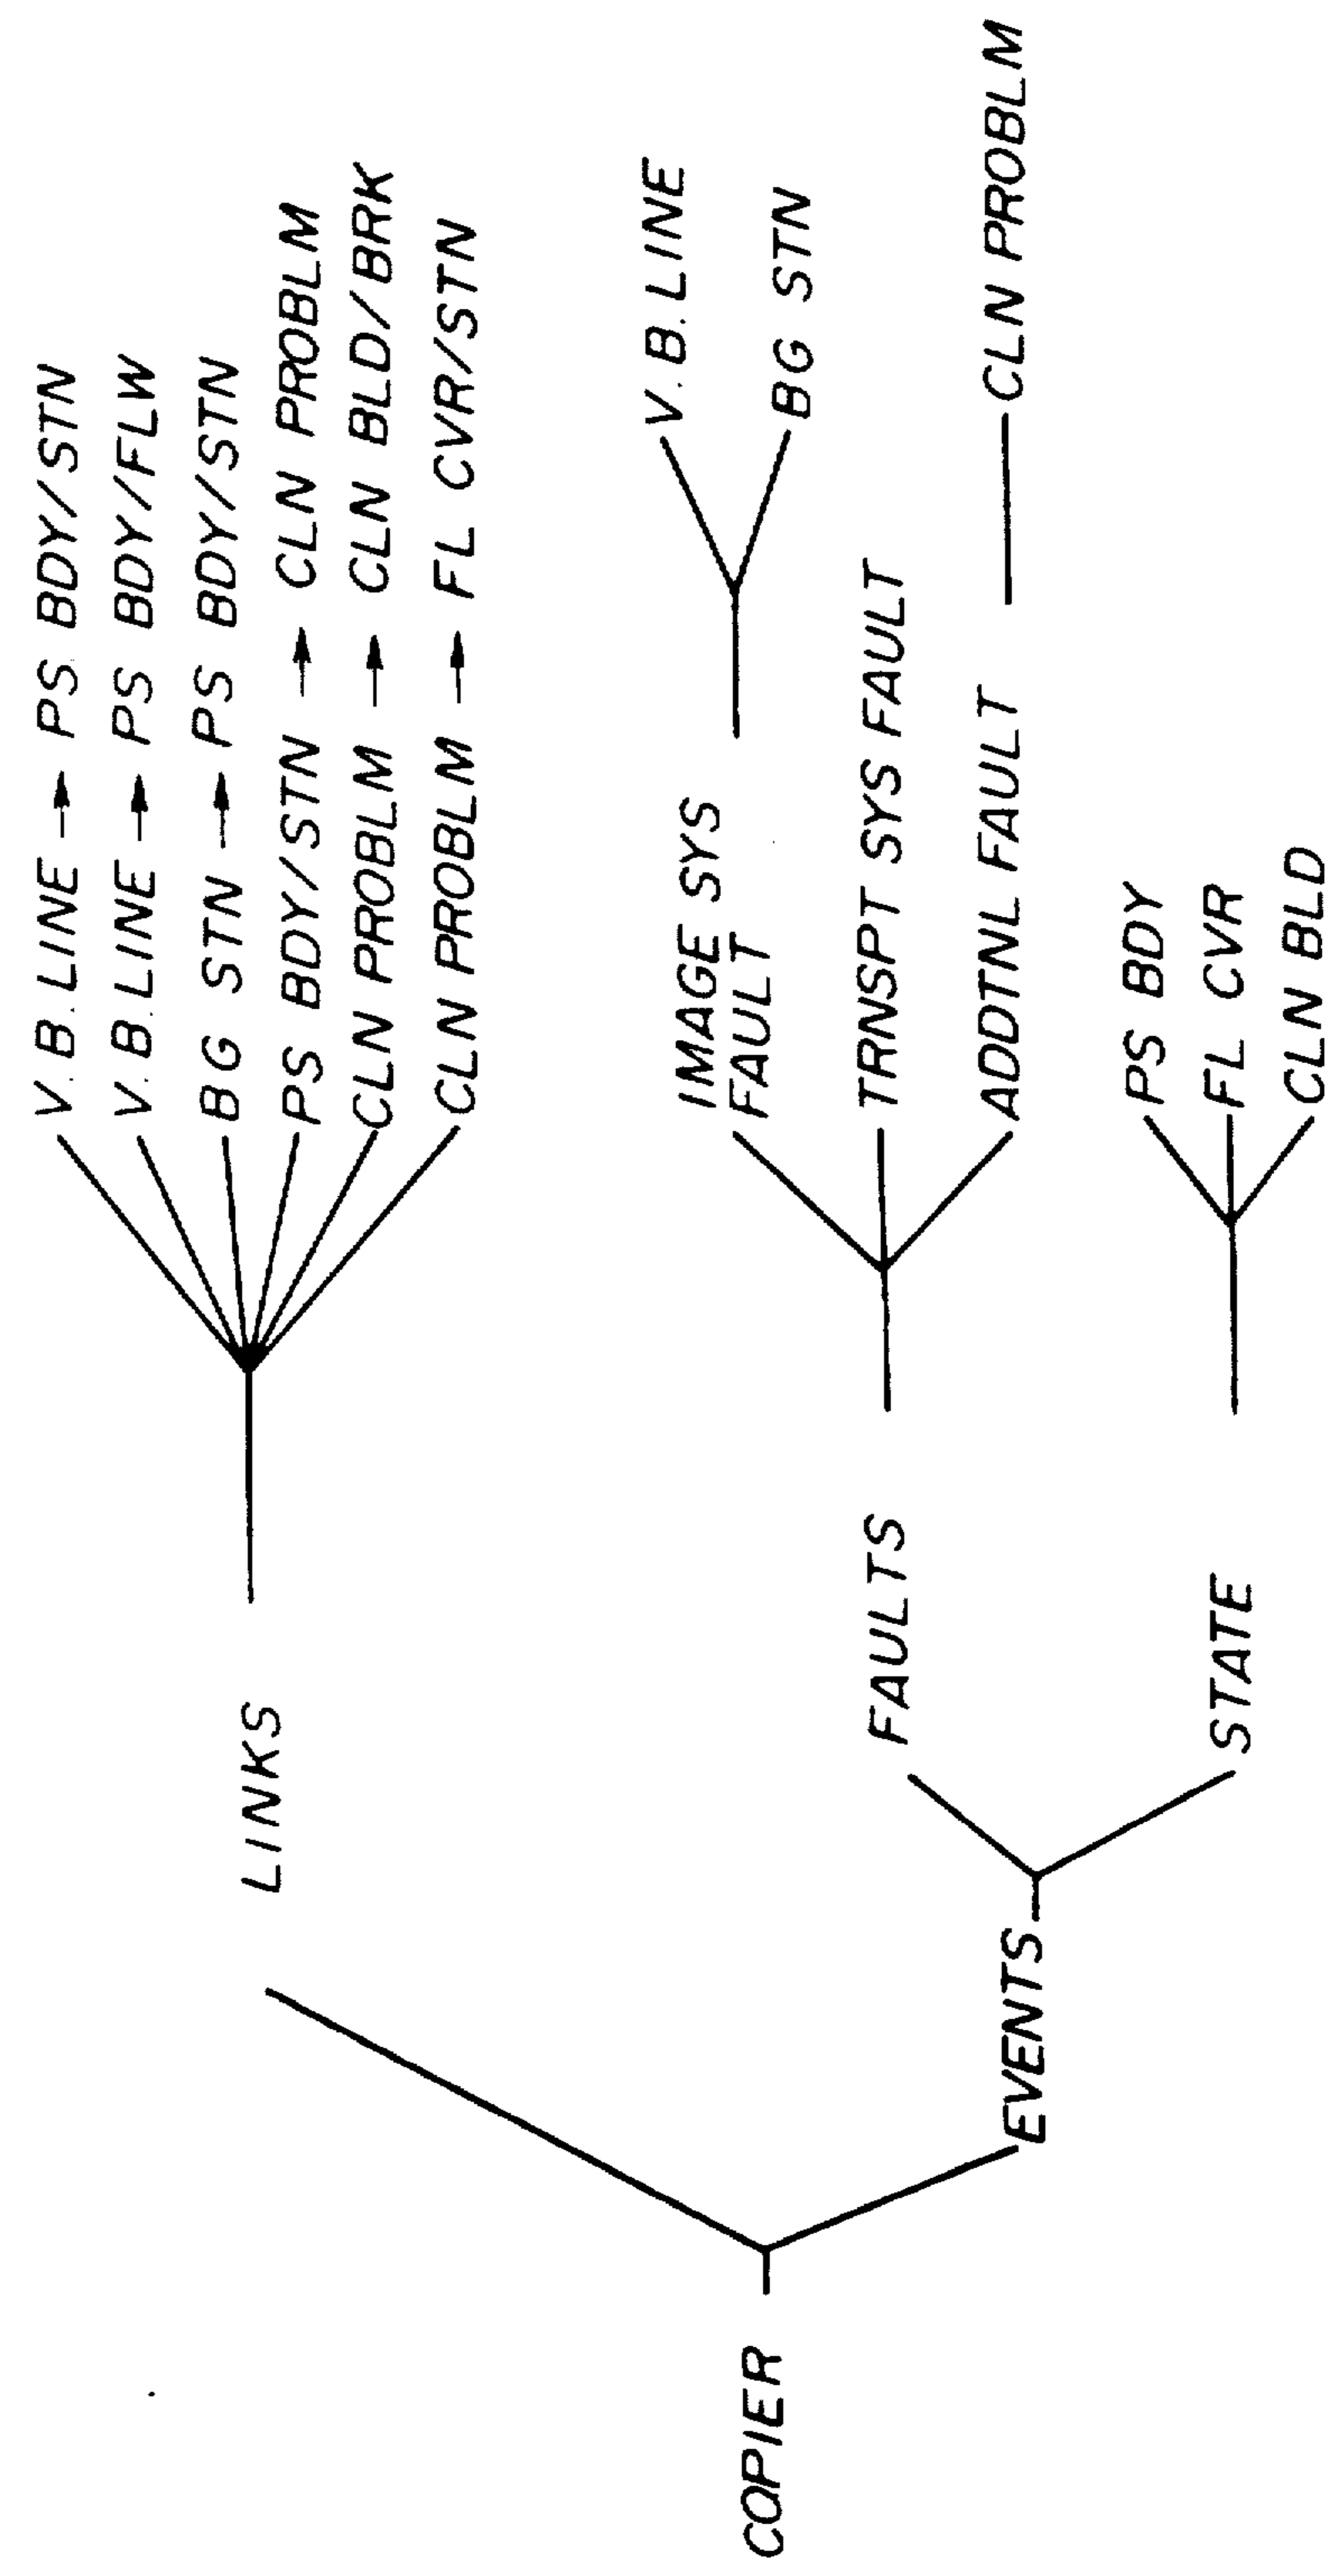 V.B.LINE → PS BDY/STN
V.B.LINE → PS BDY/FLW
BG STN → PS BDY/STN
PS BDY/STN → CLN PROBLM
CLN PROBLM → CLN BLD/BRK
CLN PROBLM → FL CVR/STN
LINKS
V.B.LINE
IMAGE SYS
FAULT
BG STN
COPIER
FAULTS
TRNSPT SYS FAULT
EVENTS
ADDTNL FAULT
CLN PROBLM
STATE
PS BDY
FL CVR
CLN BLD